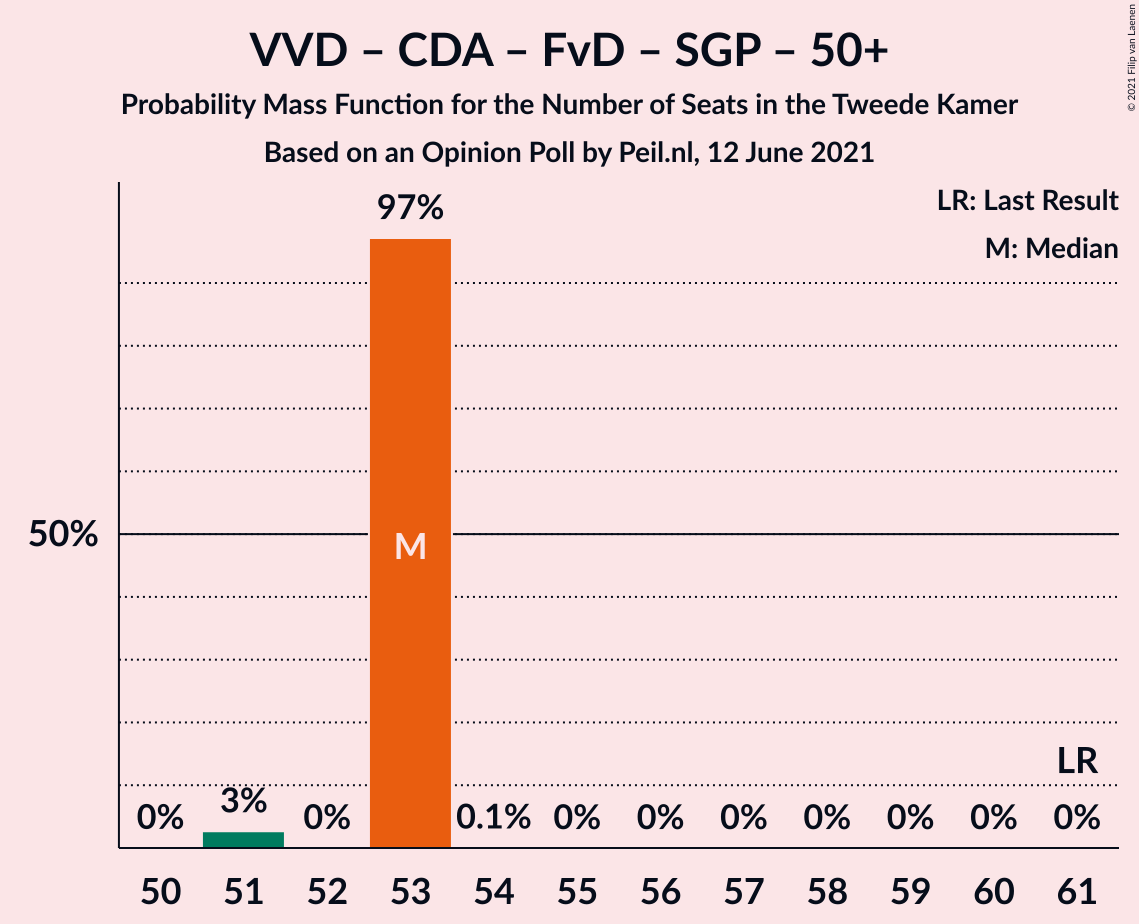 VVD – CDA – FvD – SGP – 50+
Probability Mass Function for the Number of Seats in the Tweede Kamer
Based on an Opinion Poll by Peil.nl, 12 June 2021
© 2021 Filip van Laenen
LR: Last Result
M: Median
97%
50%
M
LR
0% 3% 0% 0.1% 0% 0% 0% 0% 0% 0% 0%
50 51 52 53 54 55 56 57 58 59 60 61